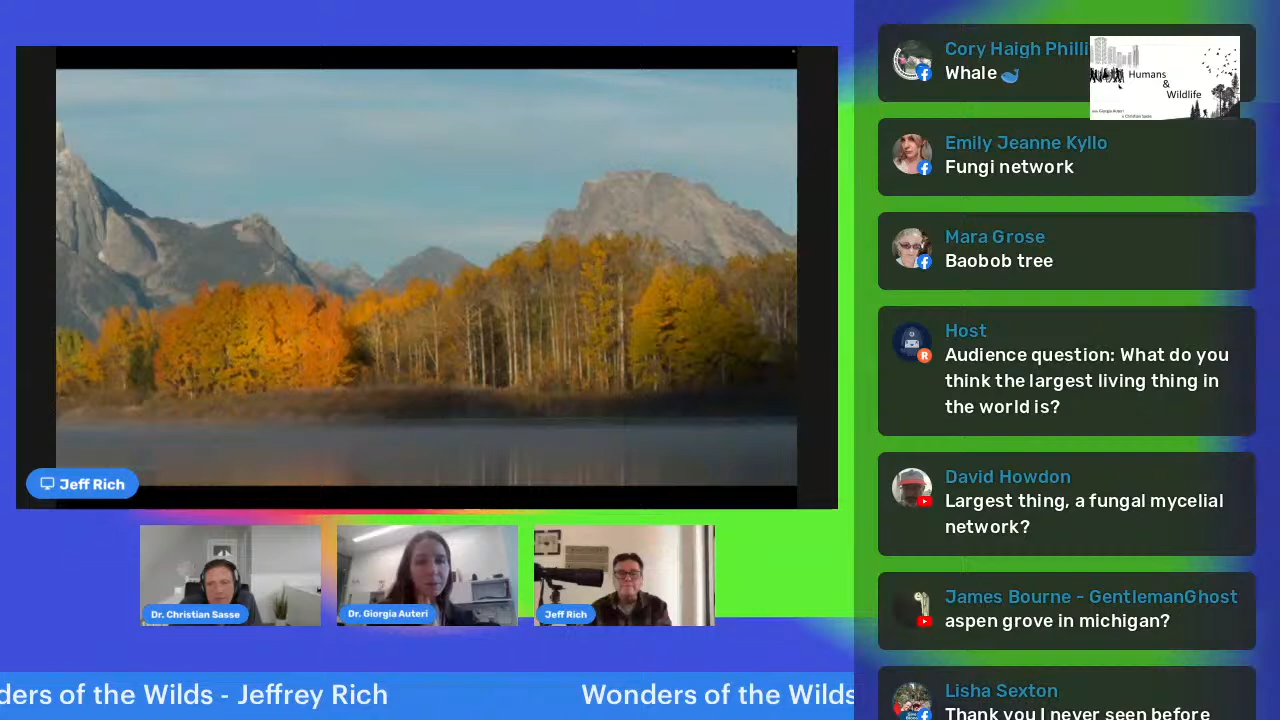 Jeff Rich
Dr. Christian Sasse
Dr. Giorgia Auteri
Jeff Rich
ders of the Wilds - Jeffrey Rich
Wonders of the Wilds
Cory Haigh Philli
Whale
Humans
&
Wildlife
Emily Jeanne Kyllo
Fungi network
Mara Grose
Baobob tree
Host
Audience question: What do you
think the largest living thing in
the world is?
David Howdon
Largest thing, a fungal mycelial
network?
James Bourne - GentlemanGhost
aspen grove in michigan?
Lisha Sexton
Thank you I never seen before